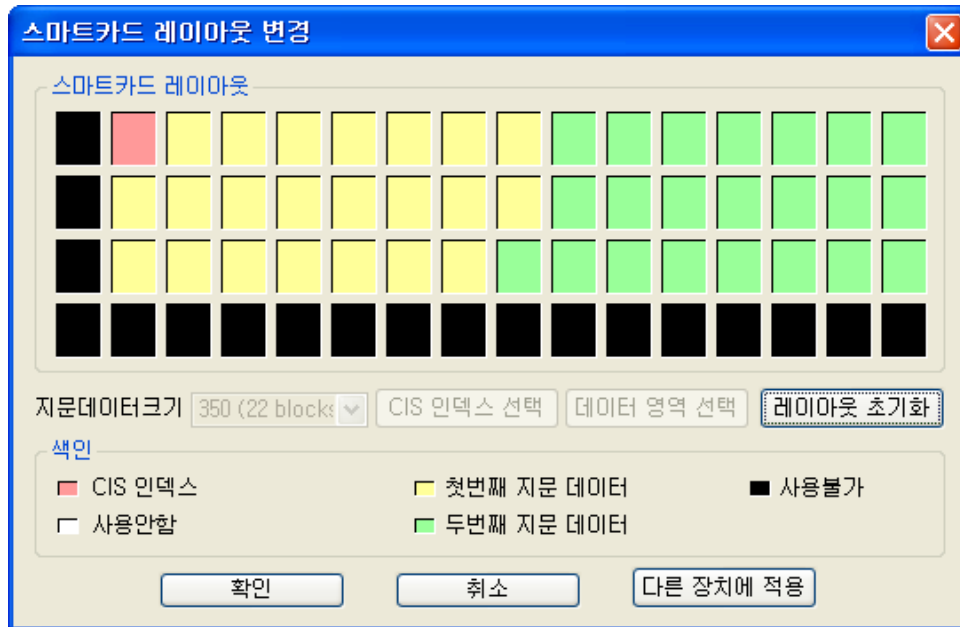 스마트카드 레이아웃 변경
스마트카드 레이아웃
지문데이터크기 350 (22 blocks CIS 인덱스 선택 데이터 영역 선택 레이아웃 초기화
색인
CIS 인덱스 첫번째 지문 데이터 사용불가
사용안함 두번째 지문 데이터
확인 취소 다른 장치에 적용